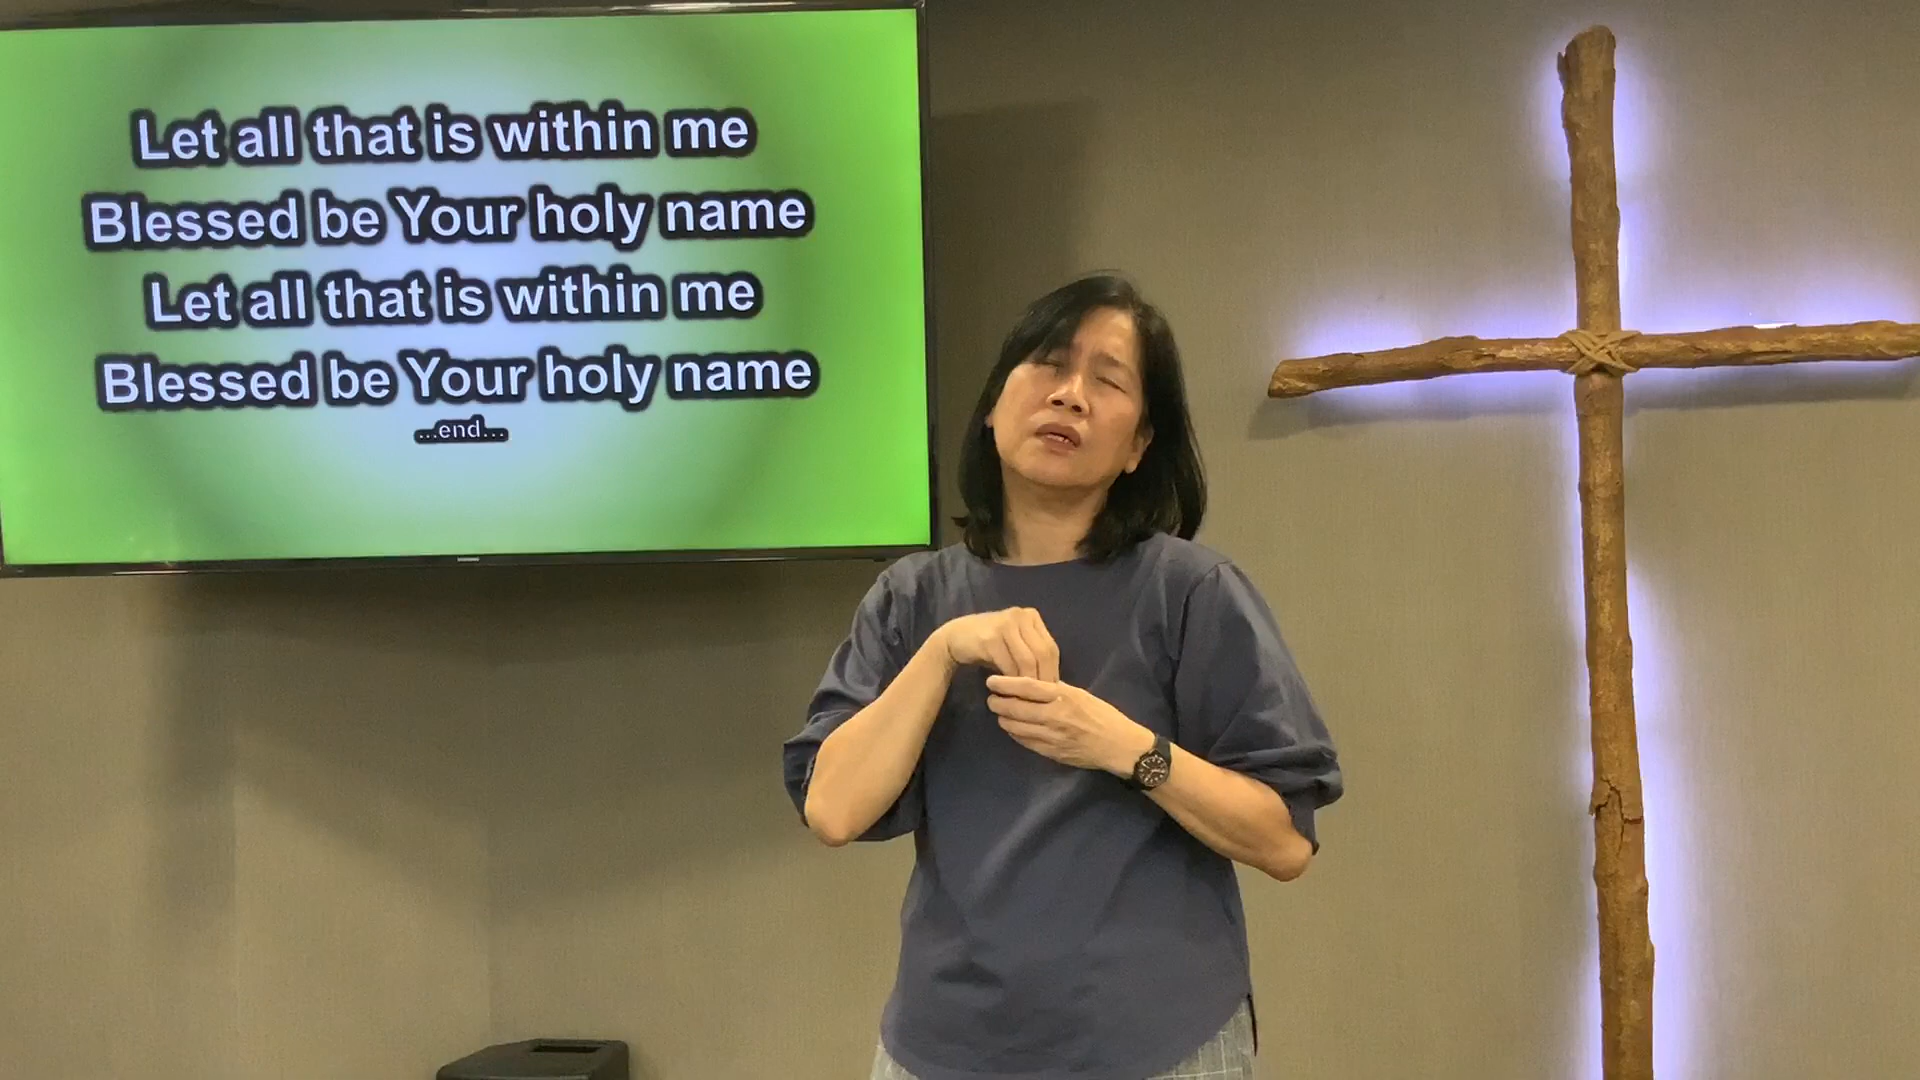 Let all that is within me
Blessed be Your holy name
Let all that is within me
Blessed be Your holy name
...end...